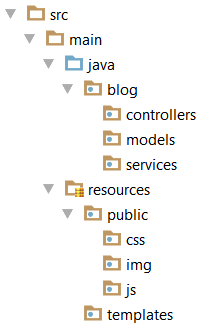 src
main
java
blog
controllers
models
services
resources
public
css
img
js
templates